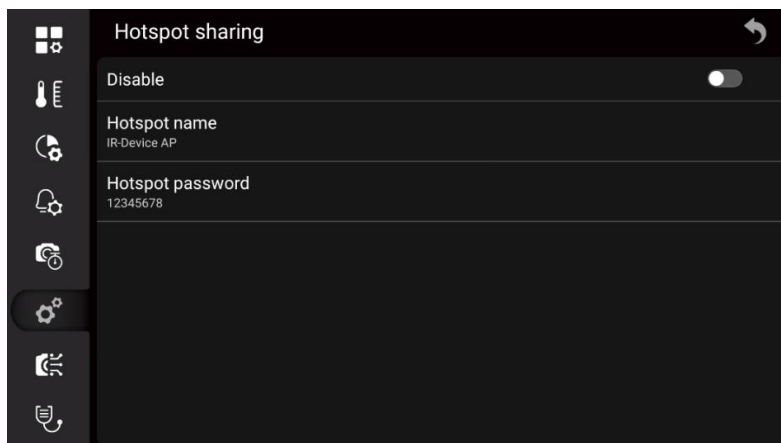 Hotspot sharing
Disable
Hotspot name
IR-Device AP
Hotspot password
12345678